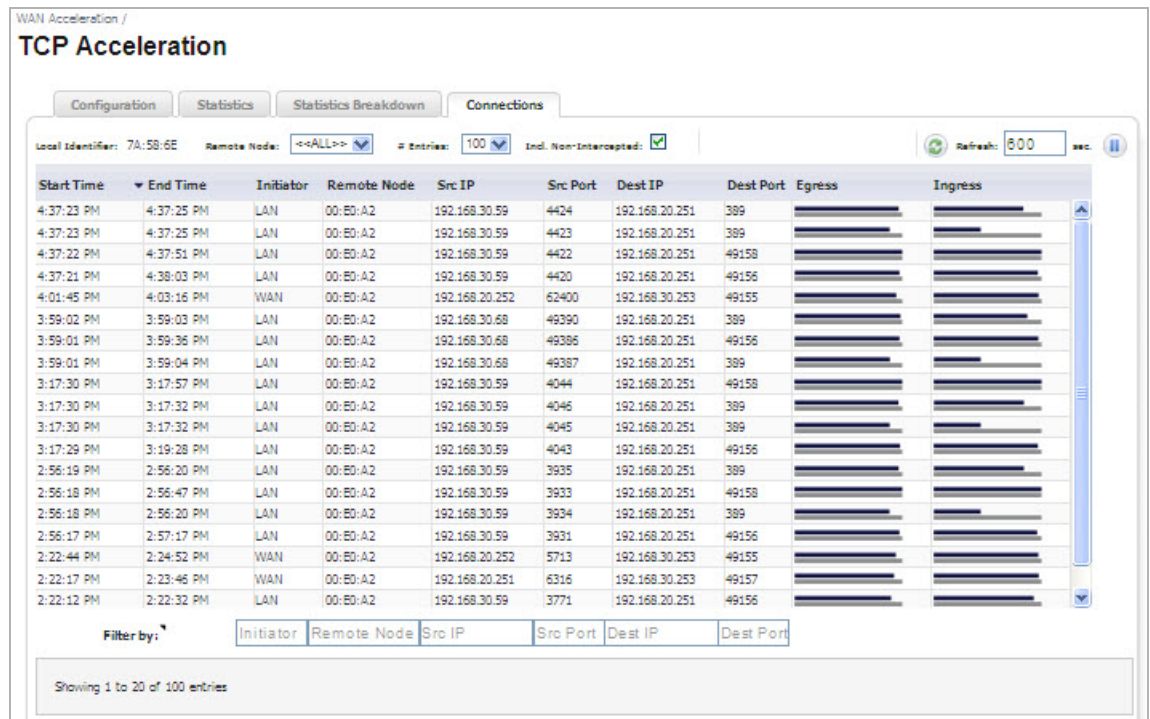 WAN Acceleration /
TCP Acceleration
Configuration Statistics Statistics Breakdown Connections
Local Identifier: 7A:5B:6E Remote Node: <<ALL>> # Entries: 100 Incl. Non-Intercepted: Refresh: 600 sec.
Start Time End Time Initiator Remote Node Src IP Src Port Dest IP Dest Port Egress Ingress
4:37:23 PM 4:37:25 PM LAN 00:E0:A2 192.168.30.59 4424 192.168.20.251 389
4:37:23 PM 4:37:25 PM LAN 00:E0:A2 192.168.30.59 4423 192.168.20.251 389
4:37:22 PM 4:37:51 PM LAN 00:E0:A2 192.168.30.59 4422 192.168.20.251 49158
4:37:21 PM 4:38:03 PM LAN 00:E0:A2 192.168.30.59 4420 192.168.20.251 49156
4:01:45 PM 4:03:16 PM WAN 00:E0:A2 192.168.20.252 62400 192.168.30.253 49155
3:59:02 PM 3:59:03 PM LAN 00:E0:A2 192.168.30.68 49390 192.168.20.251 389
3:59:01 PM 3:59:36 PM LAN 00:E0:A2 192.168.30.68 49386 192.168.20.251 49156
3:59:01 PM 3:59:04 PM LAN 00:E0:A2 192.168.30.68 49387 192.168.20.251 389
3:17:30 PM 3:17:57 PM LAN 00:E0:A2 192.168.30.59 4044 192.168.20.251 49158
3:17:30 PM 3:17:32 PM LAN 00:E0:A2 192.168.30.59 4046 192.168.20.251 389
3:17:30 PM 3:17:32 PM LAN 00:E0:A2 192.168.30.59 4045 192.168.20.251 389
3:17:29 PM 3:19:28 PM LAN 00:E0:A2 192.168.30.59 4043 192.168.20.251 49156
2:56:19 PM 2:56:20 PM LAN 00:E0:A2 192.168.30.59 3935 192.168.20.251 389
2:56:18 PM 2:56:47 PM LAN 00:E0:A2 192.168.30.59 3933 192.168.20.251 49158
2:56:18 PM 2:56:20 PM LAN 00:E0:A2 192.168.30.59 3934 192.168.20.251 389
2:56:17 PM 2:57:17 PM LAN 00:E0:A2 192.168.30.59 3931 192.168.20.251 49156
2:22:44 PM 2:24:52 PM WAN 00:E0:A2 192.168.20.252 5713 192.168.30.253 49155
2:22:17 PM 2:23:46 PM WAN 00:E0:A2 192.168.20.251 6316 192.168.30.253 49157
2:22:12 PM 2:22:32 PM LAN 00:E0:A2 192.168.30.59 3771 192.168.20.251 49156
Filter by: Initiator Remote Node Src IP Src Port Dest IP Dest Port
Showing 1 to 20 of 100 entries